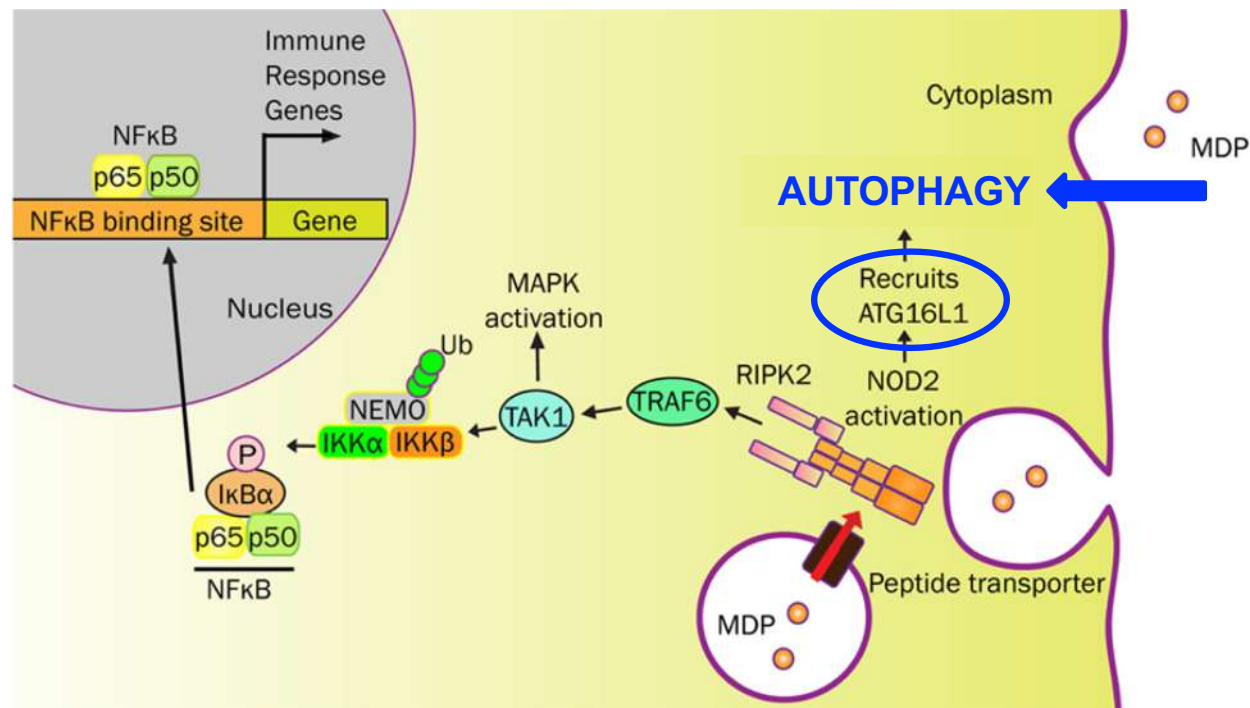 Immune
Response
Genes
NFκB
p65 p50
NFκB binding site
Gene
Nucleus
Cytoplasm
MDP
AUTOPHAGY
Recruits
ATG16L1
NOD2
activation
MAPK
activation
Ub
NEMO
IKKα IKKβ
TAK1
TRAF6
RIPK2
P
IκBα
p65 p50
NFκB
Peptide transporter
MDP